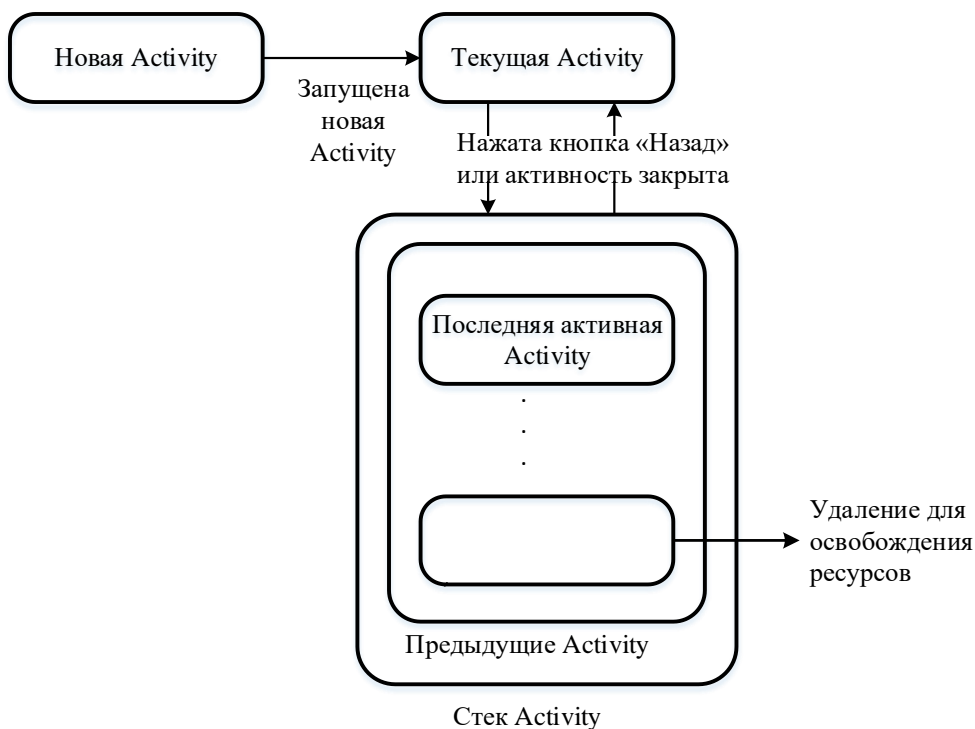 Новая Activity
Текущая Activity
Запущена
новая
Activity
Нажата кнопка «Назад»
или активность закрыта
Последняя активная
Activity
.
.
.
Удаление для
освобождения
ресурсов
Предыдущие Activity
Стек Activity